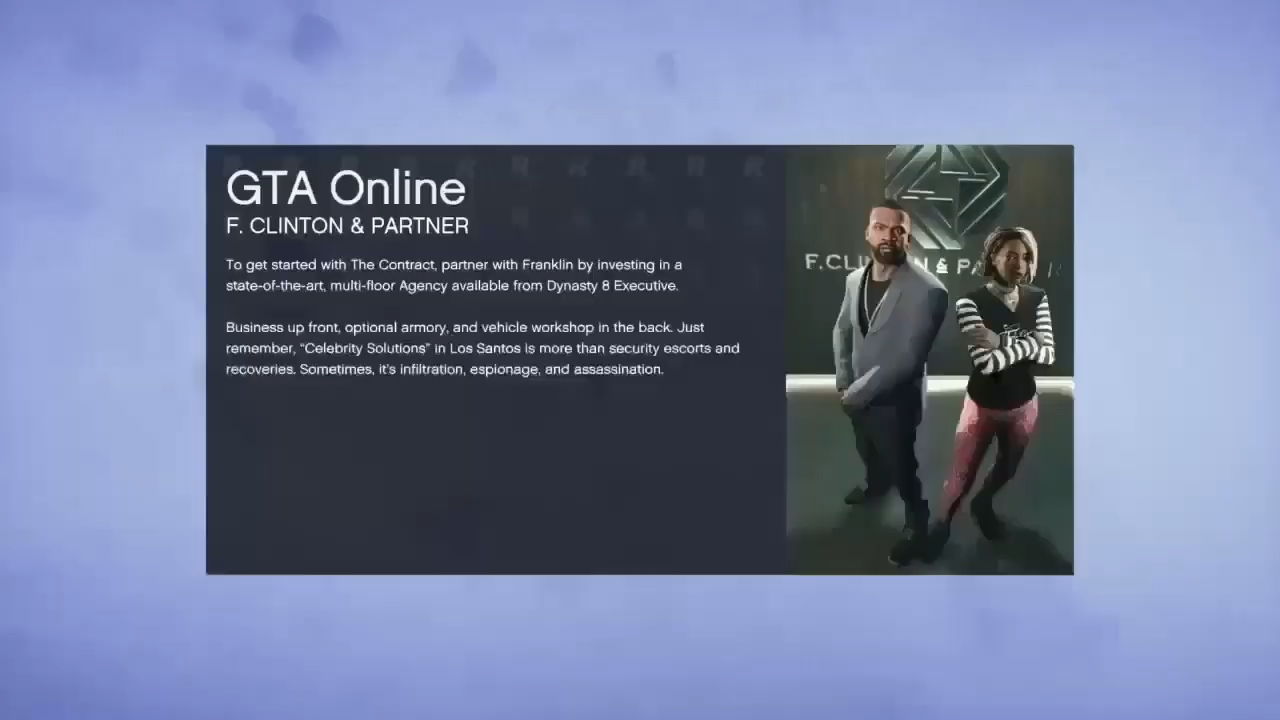 GTA Online
F. CLINTON & PARTNER
To get started with The Contract, partner with Franklin by investing in a
state-of-the-art, multi-floor Agency available from Dynasty 8 Executive.
Business up front, optional armory, and vehicle workshop in the back. Just
remember, “Celebrity Solutions” in Los Santos is more than security escorts and
recoveries. Sometimes, it's infiltration, espionage, and assassination.